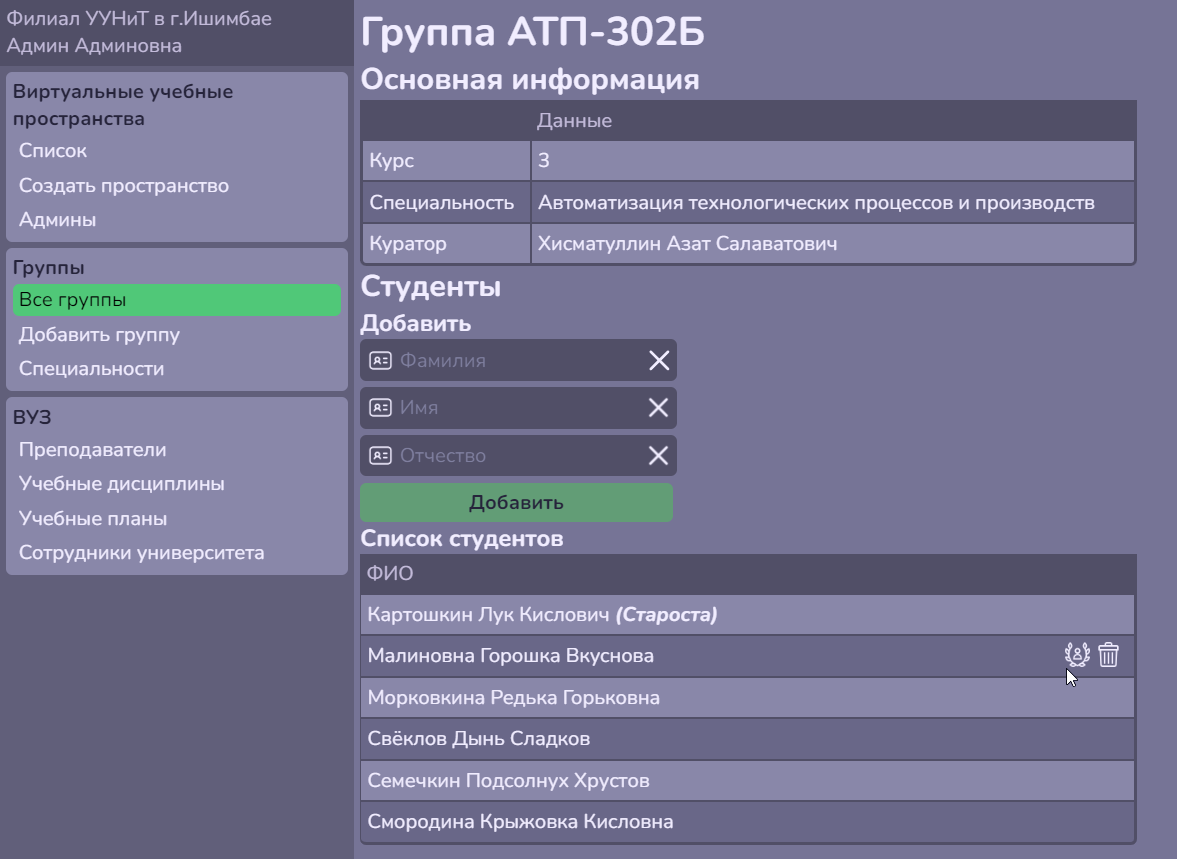 Филиал УУНиТ в г.Ишимбае
Админ Админовна
Виртуальные учебные
пространства
Список
Создать пространство
Админы
Группы
Все группы
Добавить группу
Специальности
ВУЗ
Преподаватели
Учебные дисциплины
Учебные планы
Сотрудники университета
Группа АТП-302Б
Основная информация
Данные
Курс 3
Специальность Автоматизация технологических процессов и производств
Куратор Хисматуллин Азат Салаватович
Студенты
Добавить
Фамилия
Имя
Отчество
Добавить
Список студентов
ФИО
Картошкин Лук Кислович (Староста)
Малиновна Горошка Вкуснова
Морковкина Редька Горьковна
Свёклов Дынь Сладков
Семечкин Подсолнух Хрустов
Смородина Крыжовка Кисловна